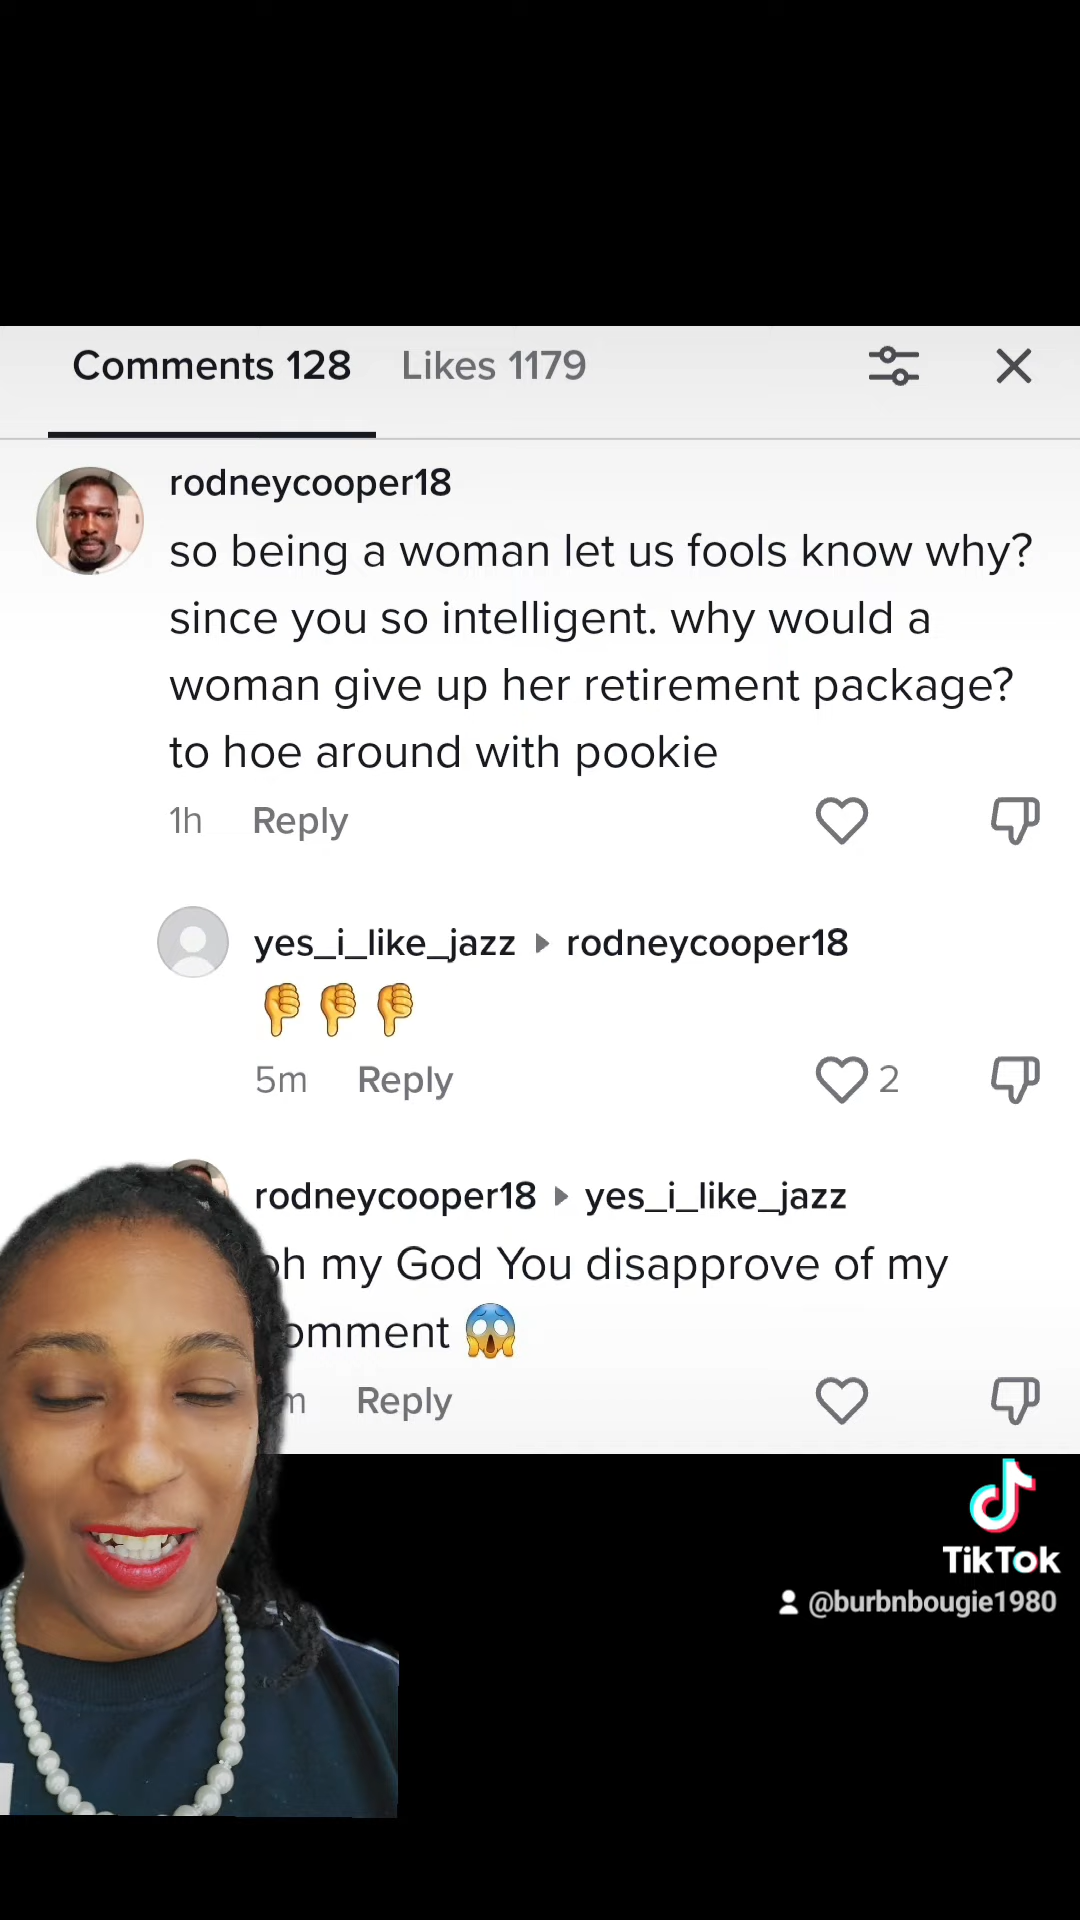 Comments 128 Likes 1179
rodneycooper18
so being a woman let us fools know why?
since you so intelligent. why would a
woman give up her retirement package?
to hoe around with pookie
1h Reply
yes_i_like_jazz rodneycooper18
👎👎👎
5m Reply 2
rodneycooper18 yes_i_like_jazz
oh my God You disapprove of my
omment 😱
m Reply
TikTok
@burbnbougie1980